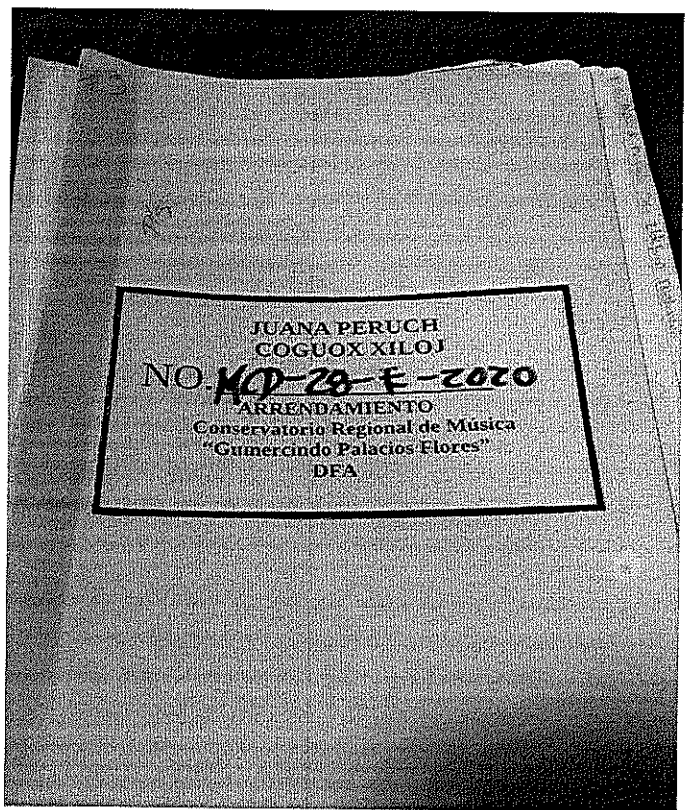 JUANA PERUCH
COGUOX XILOJ
NO. MCD-28-E-2020
ARRENDAMIENTO
Conservatorio Regional de Música
"Gumercindo Palacios Flores"
DFA